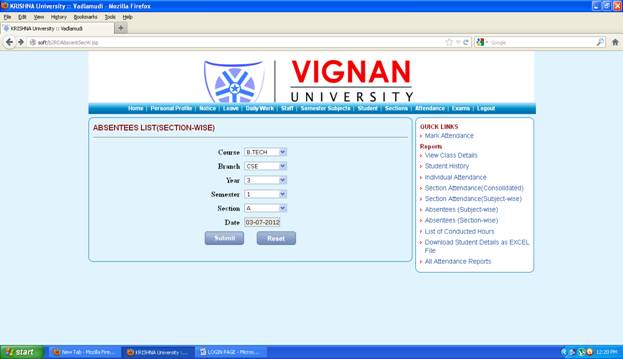 KRISHNA University :: Vadlamudi - Mozilla Firefox
File Edit View History Bookmarks Tools Help
KRISHNA University :: Vadlamudi
Google
VIGNAN
UNIVERSITY
Home | Personal Profile | Notice | Leave | Daily Work | Staff | Semester Subjects | Student | Sections | Attendance | Exams | Logout
ABSENTEES LIST(SECTION-WISE)
Course B.TECH
Branch CSE
Year 3
Semester 1
Section A
Date 03-07-2012
Submit Reset
QUICK LINKS
Mark Attendance
Reports
View Class Details
Student History
Individual Attendance
Section Attendance(Consolidated)
Section Attendance(Subject-wise)
Absentees (Subject-wise)
Absentees (Section-wise)
List of Conducted Hours
Download Student Details as EXCEL
File
All Attendance Reports
start New Tab - Mozilla Fire... KRISHNA University :... LOGIN PAGE - Micros... 12:20 PM